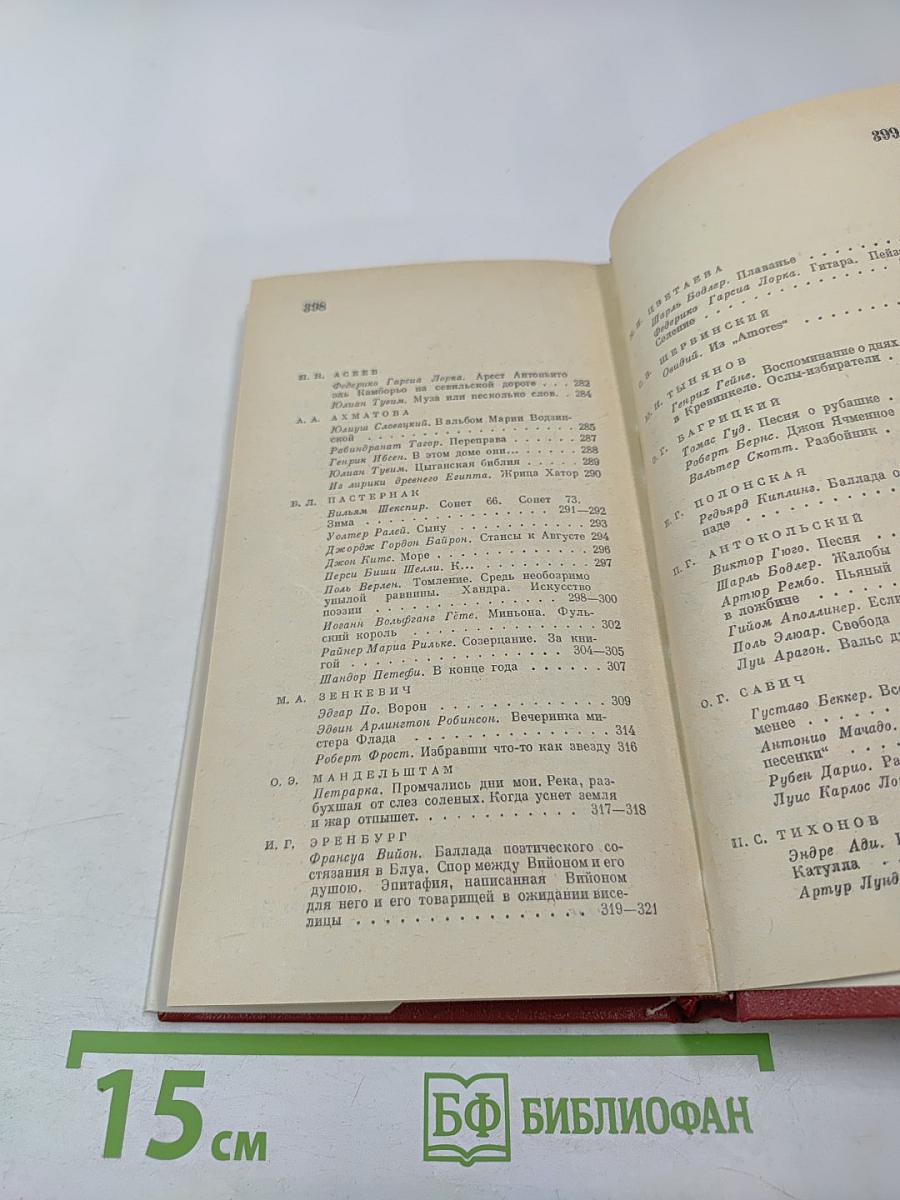 398
Н. Н. АСЕЕВ
Федерико Гарсиа Лорка. Арест Антоньито
эль Камборьо на севильской дороге . . . 282
Юлиан Тувим. Муза или несколько слов. . 284
А. А. АХМАТОВА
Юлиуш Словацкий. В альбом Марии Водзин-
ской . . . . . . . . . . . . . . . 285
Рабиндранат Тагор. Переправа . . . . . 287
Генрик Ибсен. В этом доме они... . . . . 288
Юлиан Тувим. Цыганская библия . . . . . 289
Из лирики древнего Египта. Жрица Хатор 290
Б. Л. ПАСТЕРНАК
Вильям Шекспир. Сонет 66. Сонет 73.
Зима . . . . . . . . . . . . . 291—292
Уолтер Ралей. Сыну . . . . . . . . . . 293
Джордж Гордон Байрон. Стансы к Августе 294
Джон Китс. Море . . . . . . . . . . . 296
Перси Биши Шелли. К... . . . . . . . . 297
Поль Верлен. Томление. Средь необозримо
унылой равнины. Хандра. Искусство
поэзии . . . . . . . . . . . . 298—300
Иоганн Вольфганг Гёте. Миньона. Фуль-
ский король . . . . . . . . . . . . 302
Райнер Мариа Рильке. Созерцание. За кни-
гой . . . . . . . . . . . . . . 304—305
Шандор Петефи. В конце года . . . . . . 307
М. А. ЗЕНКЕВИЧ
Эдгар По. Ворон . . . . . . . . . . . 309
Эдвин Арлингтон Робинсон. Вечеринка ми-
стера Флада . . . . . . . . . . . . 314
Роберт Фрост. Избравши что-то как звезду 316
О. Э. МАНДЕЛЬШТАМ
Петрарка. Промчались дни мои. Река, раз-
бухшая от слез соленых. Когда уснет земля
и жар отпышет. . . . . . . . . . 317—318
И. Г. ЭРЕНБУРГ
Франсуа Вийон. Баллада поэтического со-
стязания в Блуа. Спор между Вийоном и его
душою. Эпитафия, написанная Вийоном
для него и его товарищей в ожидании висе-
лицы . . . . . . . . . . . . . . 319—321
399
ЦВЕТАЕВА
Шарль Бодлер. Плаванье . . . . . .
Федерико Гарсиа Лорка. Гитара. Пейз
Селение . . . . . . . . . . .
ШЕРВИНСКИЙ
Овидий. Из „Amores“ . . . . . . .
Ю. Н. ТЫНЯНОВ
Генрих Гейне. Воспоминание о днях
в Кревинкеле. Ослы-избиратели .
БАГРИЦКИЙ
Томас Гуд. Песня о рубашке . . .
Роберт Бернс. Джон Ячменное
Вальтер Скотт. Разбойник . .
Е. Г. ПОЛОНСКАЯ
Редьярд Киплинг. Баллада о
паде . . . . . . . . . .
П. Г. АНТОКОЛЬСКИЙ
Виктор Гюго. Песня . . .
Шарль Бодлер. Жалобы
Артюр Рембо. Пьяный
в ложбине . . . . . . .
Гийом Аполлинер. Если
Поль Элюар. Свобода
Луи Арагон. Вальс д
О. Г. САВИЧ
Густаво Беккер. Все
менее . . . . . .
Антонио Мачадо.
песенки“ . . . .
Рубен Дарио. Ра
Луис Карлос Ло
Н. С. ТИХОНОВ
Эндре Ади.
Катулла .
Артур Лунд
15 см
БФ БИБЛИОФАН